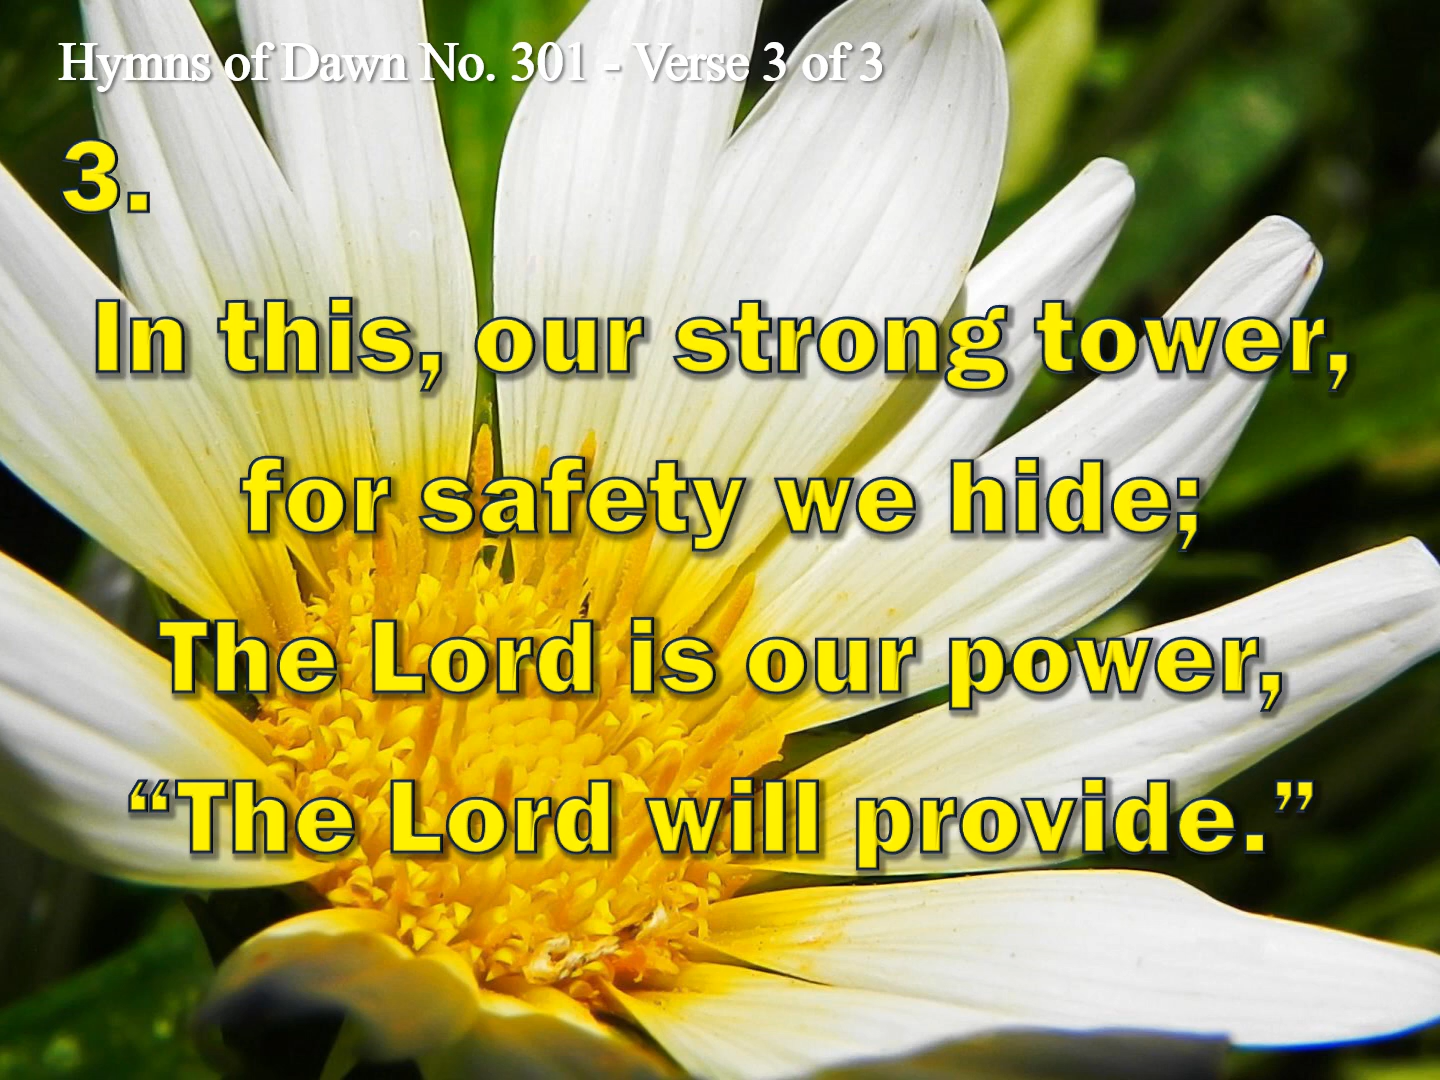 Hymns of Dawn No. 301 - Verse 3 of 3
3.
In this, our strong tower,
for safety we hide;
The Lord is our power,
“The Lord will provide.”